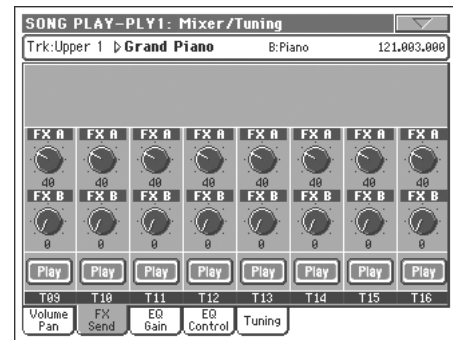 SONG PLAY-PLY1: Mixer/Tuning
Trk:Upper 1 Grand Piano B:Piano 121.003.000
FX A FX A FX A FX A FX A FX A FX A FX A
40 40 40 40 40 40 40 40
FX B FX B FX B FX B FX B FX B FX B FX B
0 0 0 0 0 0 0 0
Play Play Play Play Play Play Play Play
T09 T10 T11 T12 T13 T14 T15 T16
Volume Pan FX Send EQ Gain EQ Control Tuning